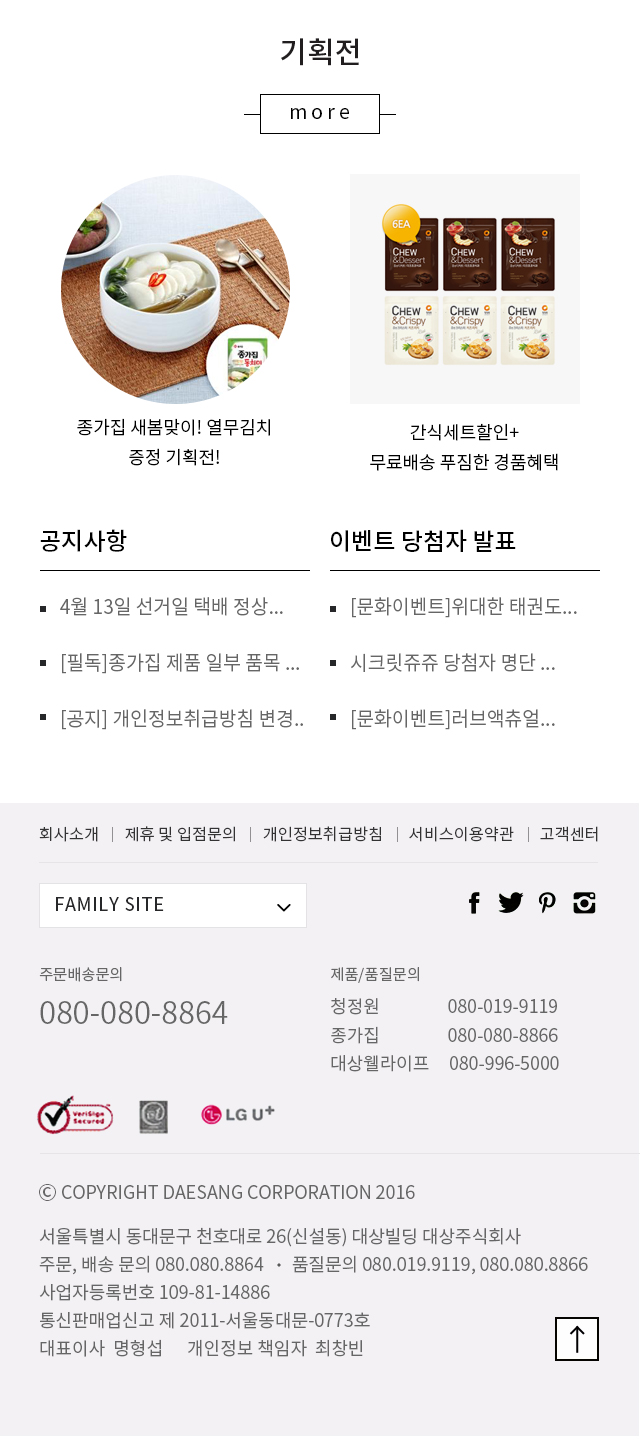 기획전
more
6EA
CHEW
&Dessert
CHEW
&Dessert
CHEW
&Dessert
CHEW
&Crispy
CHEW
&Crispy
CHEW
&Crispy
종가집
종가집 새봄맞이! 열무김치
증정 기획전!
간식세트할인+
무료배송 푸짐한 경품혜택
공지사항
4월 13일 선거일 택배 정상...
[필독]종가집 제품 일부 품목 ...
[공지] 개인정보취급방침 변경..
이벤트 당첨자 발표
[문화이벤트]위대한 태권도...
시크릿쥬쥬 당첨자 명단 ...
[문화이벤트]러브액츄얼...
회사소개 | 제휴 및 입점문의 | 개인정보취급방침 | 서비스이용약관 | 고객센터
FAMILY SITE
주문배송문의
080-080-8864
제품/품질문의
청정원 080-019-9119
종가집 080-080-8866
대상웰라이프 080-996-5000
VeriSign
Secured
LG U+
ⓒ COPYRIGHT DAESANG CORPORATION 2016
서울특별시 동대문구 천호대로 26(신설동) 대상빌딩 대상주식회사
주문, 배송 문의 080.080.8864 · 품질문의 080.019.9119, 080.080.8866
사업자등록번호 109-81-14886
통신판매업신고 제 2011-서울동대문-0773호
대표이사 명형섭 개인정보 책임자 최창빈